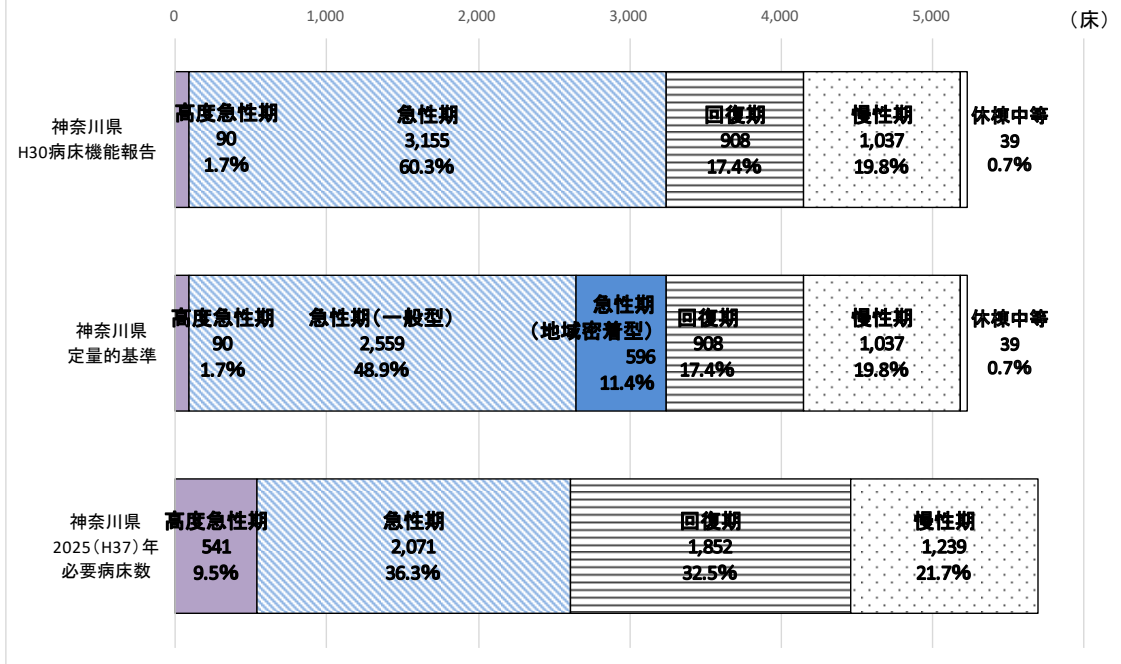 0 1,000 2,000 3,000 4,000 5,000 (床)
神奈川県
H30病床機能報告
高度急性期
90
1.7%
急性期
3,155
60.3%
回復期
908
17.4%
慢性期
1,037
19.8%
休棟中等
39
0.7%
神奈川県
定量的基準
高度急性期
90
1.7%
急性期(一般型)
2,559
48.9%
急性期
(地域密着型)
596
11.4%
回復期
908
17.4%
慢性期
1,037
19.8%
休棟中等
39
0.7%
神奈川県
2025(H37)年
必要病床数
高度急性期
541
9.5%
急性期
2,071
36.3%
回復期
1,852
32.5%
慢性期
1,239
21.7%